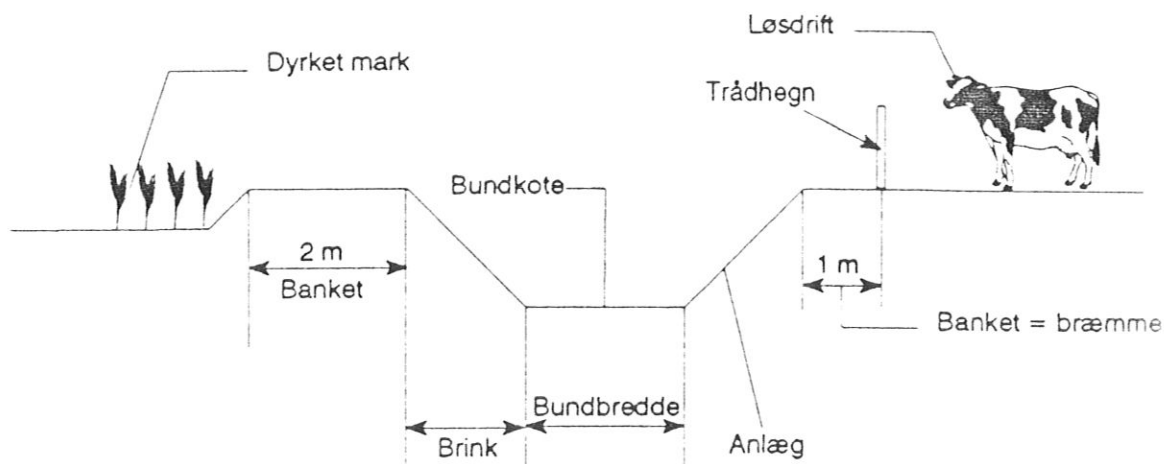 Løsdrift
Dyrket mark
Trådhegn
Bundkote
2 m
Banket
1 m
Banket = bræmme
Bundbredde
Brink
Anlæg